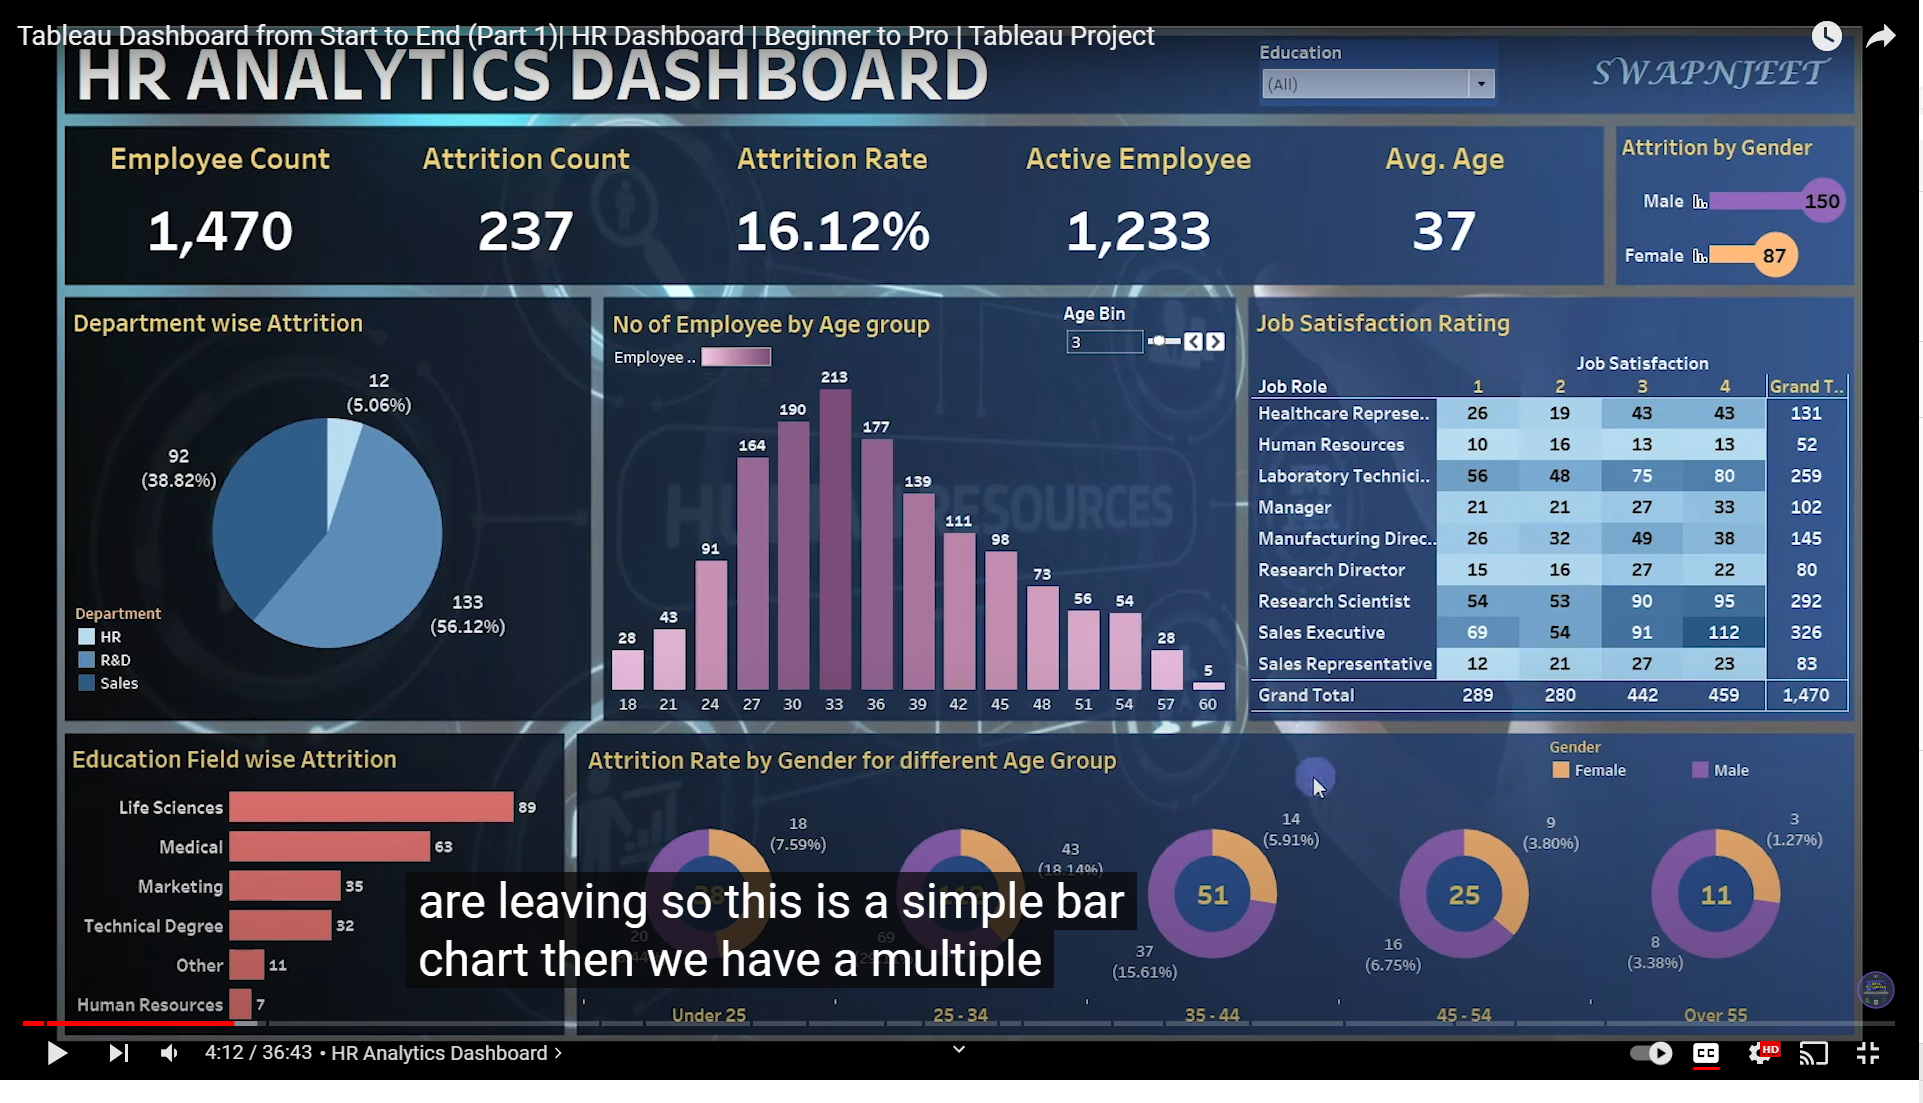 Tableau Dashboard from Start to End (Part 1)| HR Dashboard | Beginner to Pro | Tableau Project
HR ANALYTICS DASHBOARD
Education
(All)
SWAPNJEET
Employee Count
1,470
Attrition Count
237
Attrition Rate
16.12%
Active Employee
1,233
Avg. Age
37
Attrition by Gender
Male 150
Female 87
Department wise Attrition
12
(5.06%)
92
(38.82%)
133
(56.12%)
Department
HR
R&D
Sales
No of Employee by Age group
Employee ..
Age Bin
3
HUMAN RESOURCES
28 43 91 164 190 213 177 139 111 98 73 56 54 28 5
18 21 24 27 30 33 36 39 42 45 48 51 54 57 60
Job Satisfaction Rating
Job Satisfaction
Job Role 1 2 3 4 Grand T..
Healthcare Represe.. 26 19 43 43 131
Human Resources 10 16 13 13 52
Laboratory Technici.. 56 48 75 80 259
Manager 21 21 27 33 102
Manufacturing Direc.. 26 32 49 38 145
Research Director 15 16 27 22 80
Research Scientist 54 53 90 95 292
Sales Executive 69 54 91 112 326
Sales Representative 12 21 27 23 83
Grand Total 289 280 442 459 1,470
Education Field wise Attrition
Life Sciences 89
Medical 63
Marketing 35
Technical Degree 32
Other 11
Human Resources 7
Attrition Rate by Gender for different Age Group
Gender
Female Male
18
(7.59%)
20
Under 25
43
(18.14%)
69
25 - 34
14
(5.91%)
51
37
(15.61%)
35 - 44
9
(3.80%)
25
16
(6.75%)
45 - 54
3
(1.27%)
11
8
(3.38%)
Over 55
are leaving so this is a simple bar
chart then we have a multiple
4:12 / 36:43 • HR Analytics Dashboard ›
CC
HD